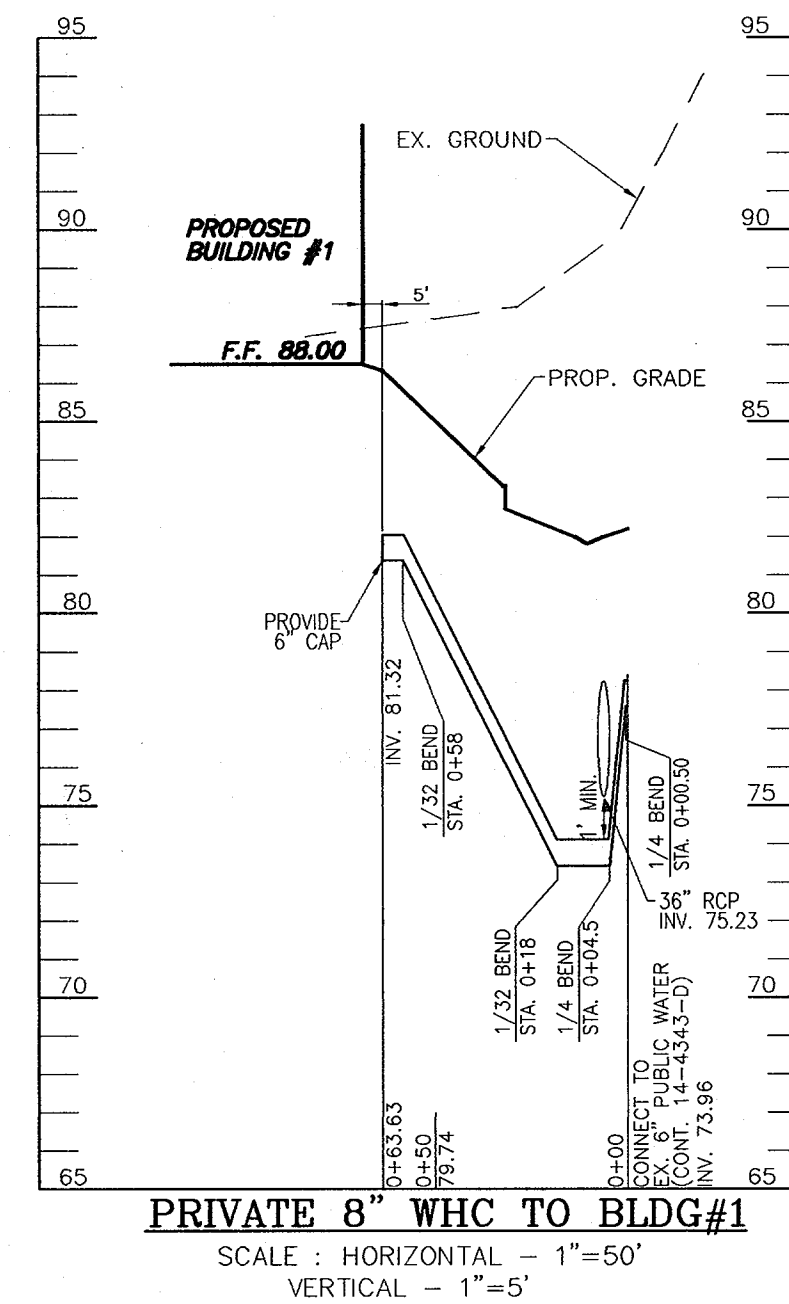 95
95
EX. GROUND
90
90
PROPOSED
BUILDING #1
5'
F.F. 88.00
PROP. GRADE
85
85
80
80
PROVIDE
6" CAP
INV. 81.32
1/32 BEND
STA. 0+58
75
75
1' MIN.
1/4 BEND
STA. 0+00.50
36" RCP
INV. 75.23
1/32 BEND
STA. 0+18
1/4 BEND
STA. 0+04.5
70
70
0+63.63
0+50
79.74
0+00
CONNECT TO
EX. 6" PUBLIC WATER
(CONT. 14-4343-D)
INV. 73.96
65
65
PRIVATE 8" WHC TO BLDG#1
SCALE : HORIZONTAL - 1"=50'
VERTICAL - 1"=5'